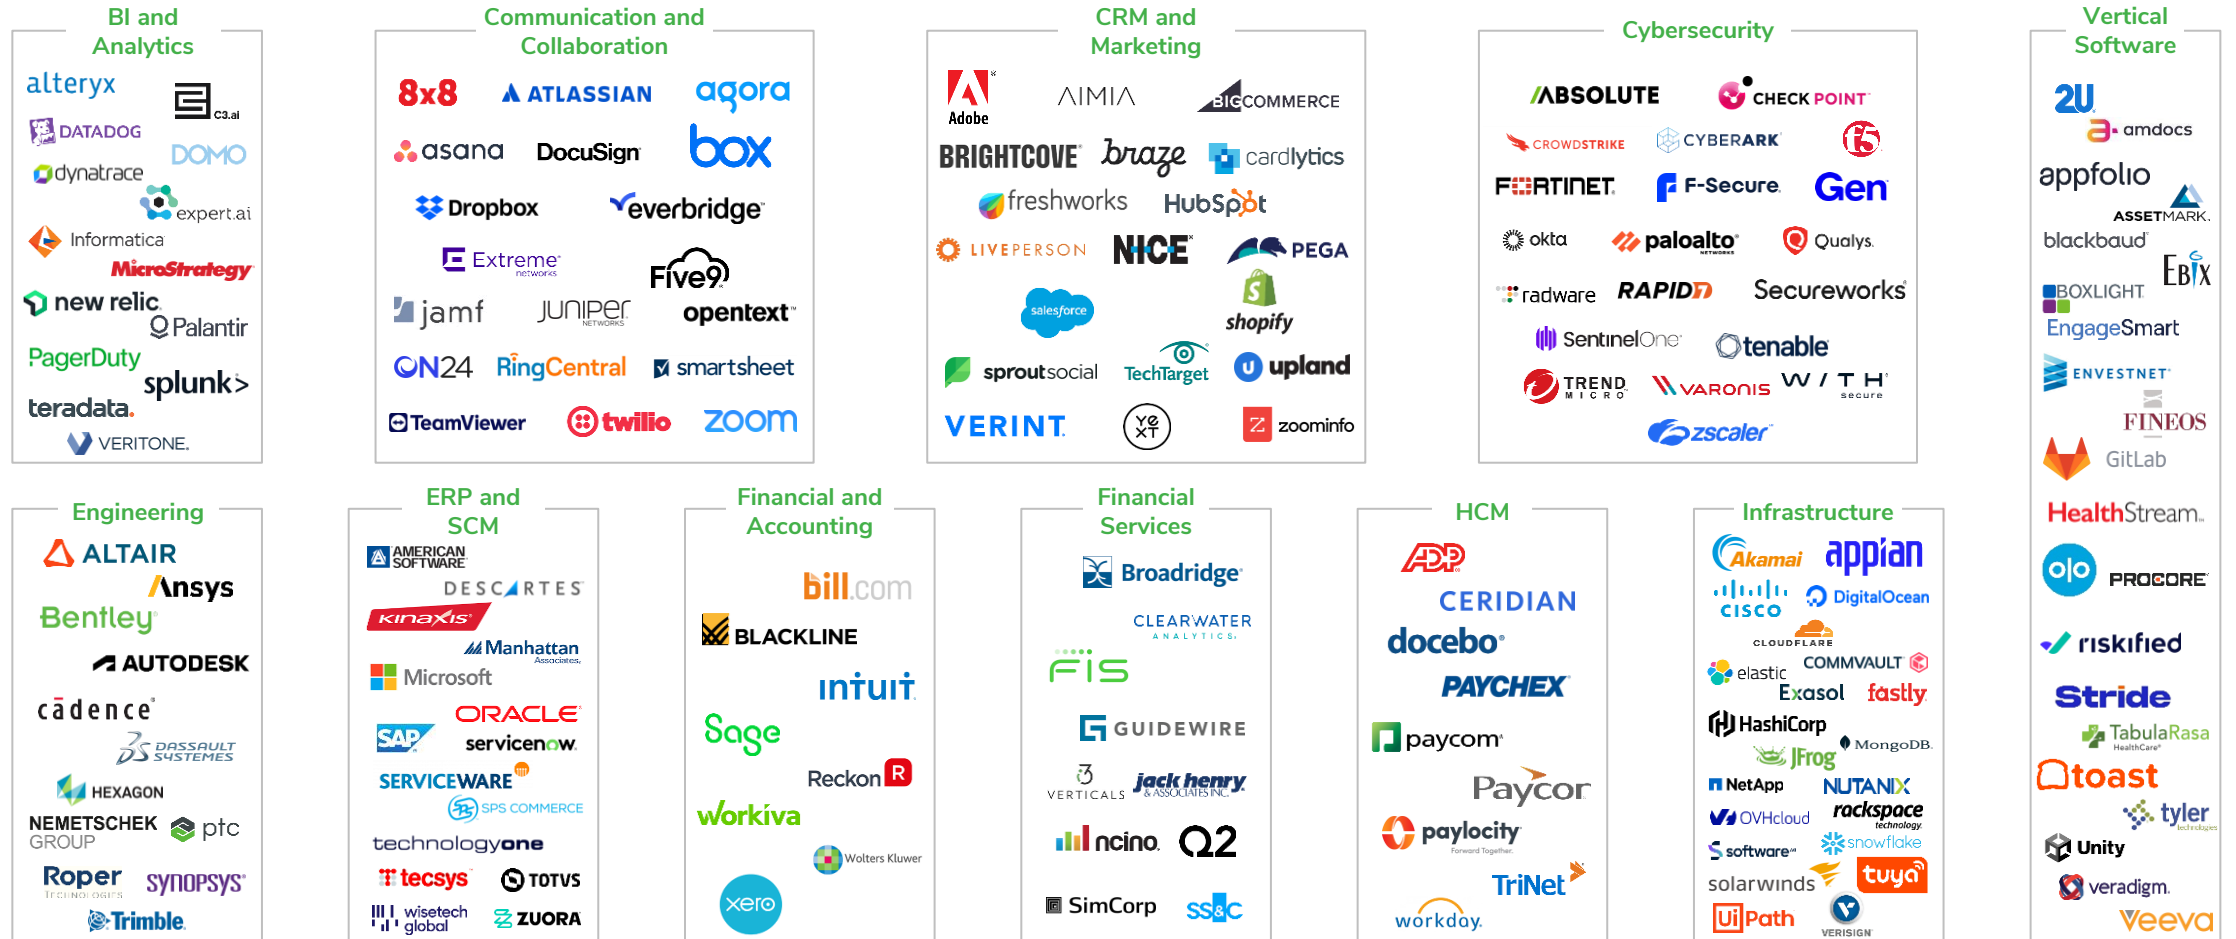 BI and
Analytics
alteryx
C3.ai
DATADOG
DOMO
dynatrace
expert.ai
Informatica
MicroStrategy
new relic
Palantir
PagerDuty
splunk>
teradata.
VERITONE
Communication and
Collaboration
8x8
ATLASSIAN
agora
asana
DocuSign
box
Dropbox
everbridge
Extreme
networks
Five9
jamf
JUNIPER
NETWORKS
opentext
ON24
RingCentral
smartsheet
TeamViewer
twilio
zoom
CRM and
Marketing
Adobe
AIMIA
BIGCOMMERCE
BRIGHTCOVE
braze
cardlytics
freshworks
HubSpot
LIVEPERSON
NICE
PEGA
salesforce
shopify
sproutsocial
TechTarget
upland
VERINT
YEXT
zoominfo
Cybersecurity
ABSOLUTE
CHECK POINT
CROWDSTRIKE
CYBERARK
f5
FORTINET
F-Secure
Gen
okta
paloalto
NETWORKS
Qualys
radware
RAPID7
Secureworks
SentinelOne
tenable
TREND
MICRO
VARONIS
W/TH
secure
zscaler
Vertical
Software
2U
amdocs
appfolio
ASSETMARK
blackbaud
EBIX
BOXLIGHT
EngageSmart
ENVESTNET
FINEOS
GitLab
HealthStream
olo
PROCORE
riskified
Stride
TabulaRasa
HealthCare
toast
tyler
technologies
Unity
veradigm
Veeva
Engineering
ALTAIR
Ansys
Bentley
AUTODESK
cādence
DASSAULT
SYSTEMES
HEXAGON
NEMETSCHEK
GROUP
ptc
Roper
TECHNOLOGIES
SYNOPSYS
Trimble
ERP and
SCM
AMERICAN
SOFTWARE
DESCARTES
KINAXIS
Manhattan
Associates
Microsoft
ORACLE
SAP
servicenow
SERVICEWARE
SPS COMMERCE
technologyone
tecsys
TOTVS
wisetech
global
ZUORA
Financial and
Accounting
bill.com
BLACKLINE
intuit
Sage
Reckon R
workiva
Wolters Kluwer
xero
Financial
Services
Broadridge
CLEARWATER
ANALYTICS
FIS
GUIDEWIRE
i3
VERTICALS
jack henry
& ASSOCIATES INC.
ncino
Q2
SimCorp
SS&C
HCM
ADP
CERIDIAN
docebo
PAYCHEX
paycom
Paycor
paylocity
Forward Together.
TriNet
workday
Infrastructure
Akamai
appian
CISCO
DigitalOcean
CLOUDFLARE
elastic
COMMVAULT
Exasol
fastly
HashiCorp
JFrog
MongoDB
NetApp
NUTANIX
OVHcloud
rackspace
technology
software AG
snowflake
solarwinds
tuya
UiPath
VERISIGN